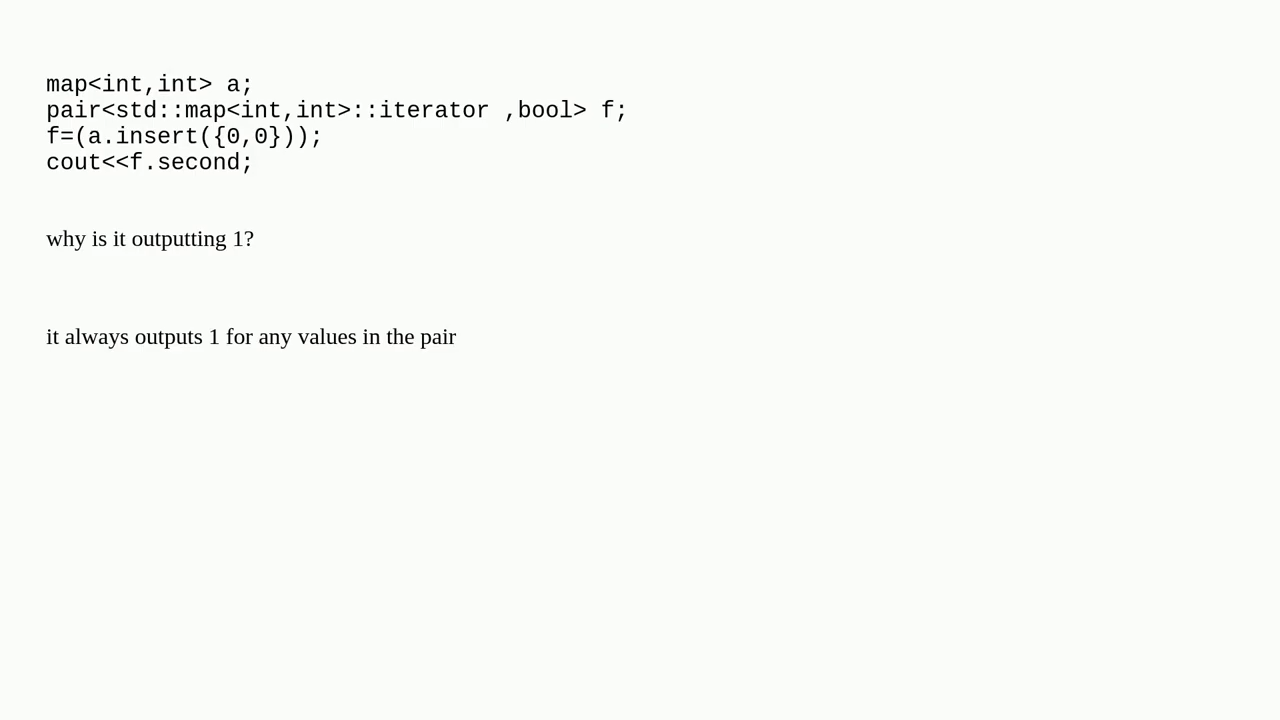 map<int,int> a;
pair<std::map<int,int>::iterator ,bool> f;
f=(a.insert({0,0}));
cout<<f.second;
why is it outputting 1?
it always outputs 1 for any values in the pair